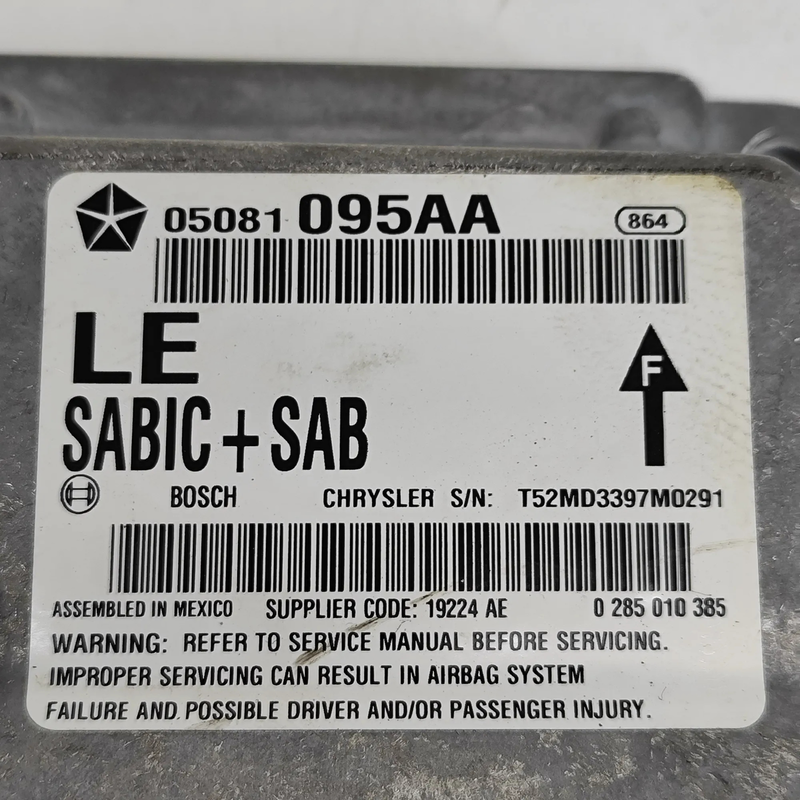 05081 095AA 864
LE
F
SABIC + SAB
BOSCH CHRYSLER S/N: T52MD3397M0291
ASSEMBLED IN MEXICO SUPPLIER CODE: 19224 AE 0 285 010 385
WARNING: REFER TO SERVICE MANUAL BEFORE SERVICING.
IMPROPER SERVICING CAN RESULT IN AIRBAG SYSTEM
FAILURE AND POSSIBLE DRIVER AND/OR PASSENGER INJURY.